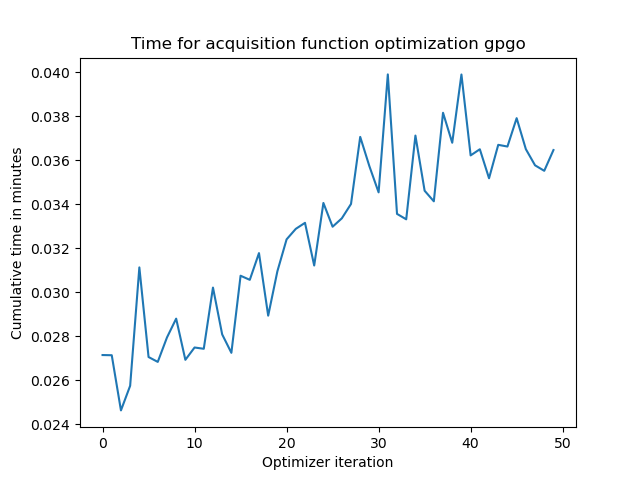 Time for acquisition function optimization gpgo
Cumulative time in minutes
0.040
0.038
0.036
0.034
0.032
0.030
0.028
0.026
0.024
0 10 20 30 40 50
Optimizer iteration